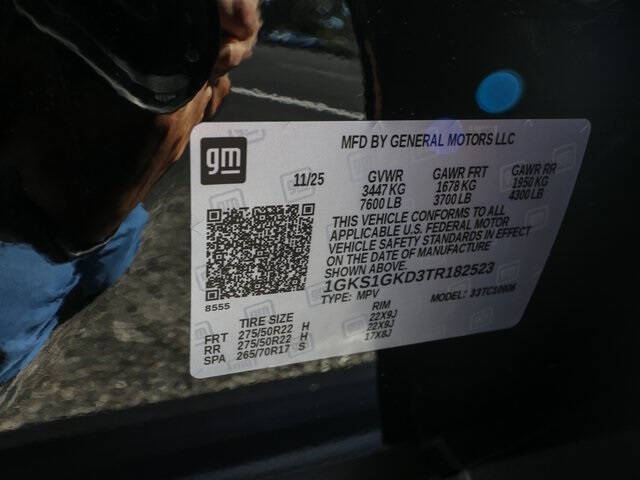 gm
MFD BY GENERAL MOTORS LLC
11/25 GVWR GAWR FRT GAWR RR
3447 KG 1678 KG 1950 KG
7600 LB 3700 LB 4300 LB
THIS VEHICLE CONFORMS TO ALL
APPLICABLE U.S. FEDERAL MOTOR
VEHICLE SAFETY STANDARDS IN EFFECT
ON THE DATE OF MANUFACTURE
SHOWN ABOVE.
1GKS1GKD3TR182523
TYPE: MPV MODEL:
8555
TIRE SIZE RIM
FRT 275/50R22 H 22X9J
RR 275/50R22 H 22X9J
SPA 265/70R17 S 17X8J